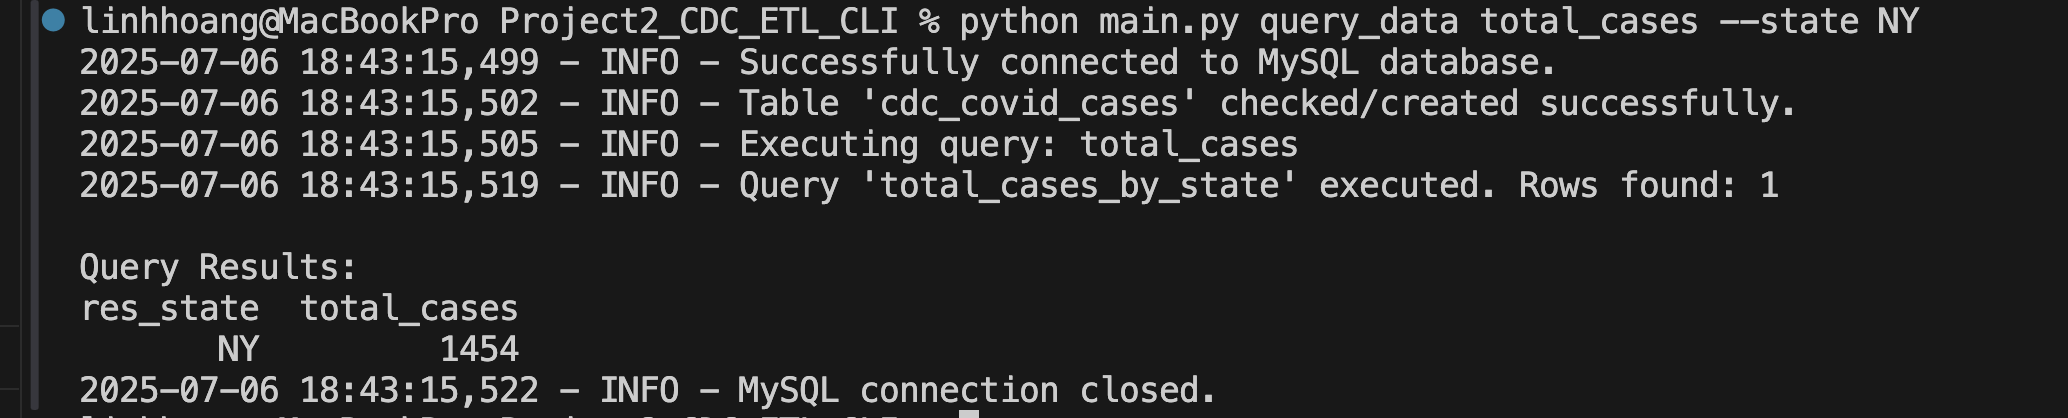 linhhoang@MacBookPro Project2_CDC_ETL_CLI % python main.py query_data total_cases --state NY
2025-07-06 18:43:15,499 - INFO - Successfully connected to MySQL database.
2025-07-06 18:43:15,502 - INFO - Table 'cdc_covid_cases' checked/created successfully.
2025-07-06 18:43:15,505 - INFO - Executing query: total_cases
2025-07-06 18:43:15,519 - INFO - Query 'total_cases_by_state' executed. Rows found: 1
Query Results:
res_state  total_cases
NY         1454
2025-07-06 18:43:15,522 - INFO - MySQL connection closed.